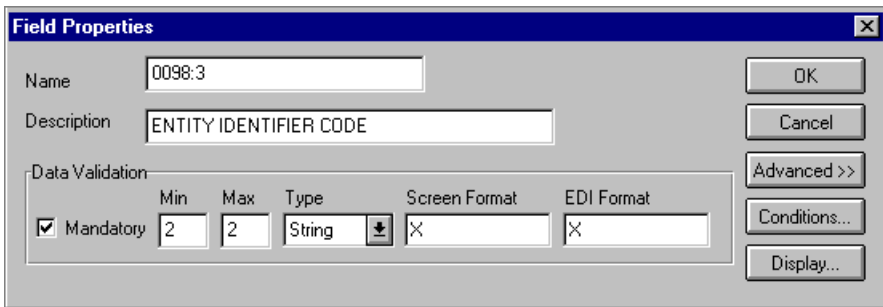 Field Properties
Name 0098:3 OK
Description ENTITY IDENTIFIER CODE Cancel
Data Validation Advanced >>
Min Max Type Screen Format EDI Format
Mandatory 2 2 String X X Conditions...
Display...